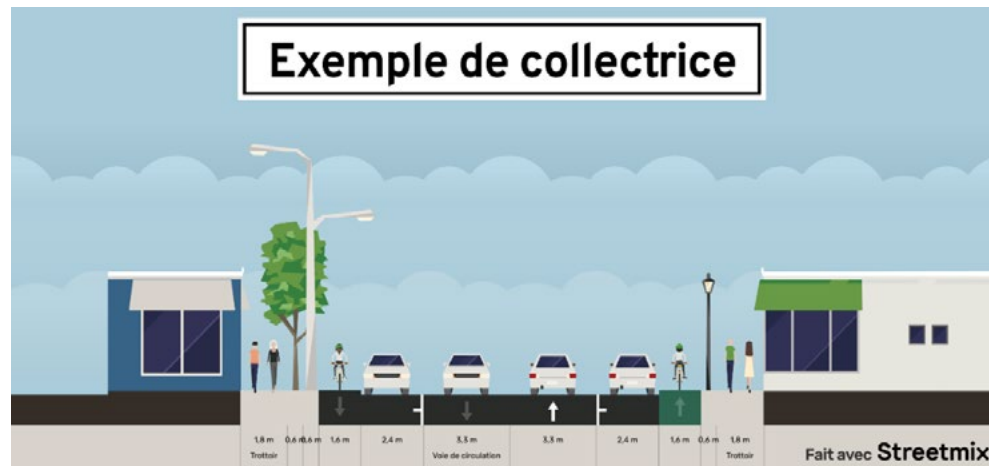 Exemple de collectrice
1,8 m 0,6 m 0,6 m 1,6 m 2,4 m 3,3 m 3,3 m 2,4 m 1,6 m 0,6 m 1,8 m
Trottoir Voie de circulation Trottoir
Fait avec Streetmix